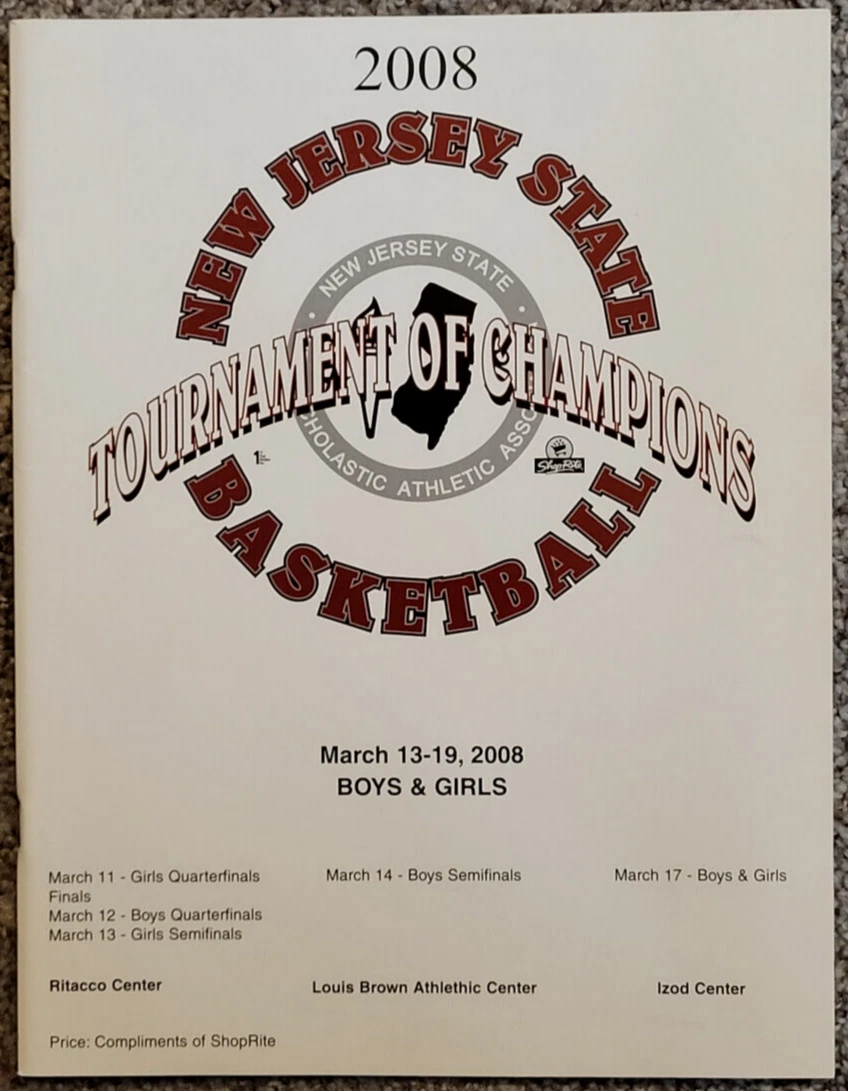 2008
NEW JERSEY STATE
NEW JERSEY STATE
TOURNAMENT OF CHAMPIONS
SCHOLASTIC ATHLETIC ASSO
1
ShopRite
BASKETBALL
March 13-19, 2008
BOYS & GIRLS
March 11 - Girls Quarterfinals
Finals
March 12 - Boys Quarterfinals
March 13 - Girls Semifinals
March 14 - Boys Semifinals
March 17 - Boys & Girls
Ritacco Center
Louis Brown Athlethic Center
Izod Center
Price: Compliments of ShopRite